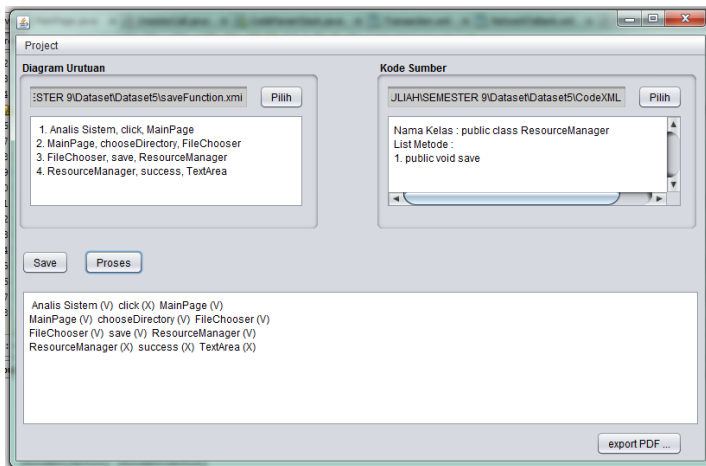 Project
Diagram Urutuan
:STER 9\Dataset\Dataset5\saveFunction.xmi
Pilih
1. Analis Sistem, click, MainPage
2. MainPage, chooseDirectory, FileChooser
3. FileChooser, save, ResourceManager
4. ResourceManager, success, TextArea
Kode Sumber
JLIAH\SEMESTER 9\Dataset\Dataset5\CodeXML
Pilih
Nama Kelas : public class ResourceManager
List Metode :
1. public void save
Save
Proses
Analis Sistem (V) click (X) MainPage (V)
MainPage (V) chooseDirectory (V) FileChooser (V)
FileChooser (V) save (V) ResourceManager (V)
ResourceManager (X) success (X) TextArea (X)
export PDF ...